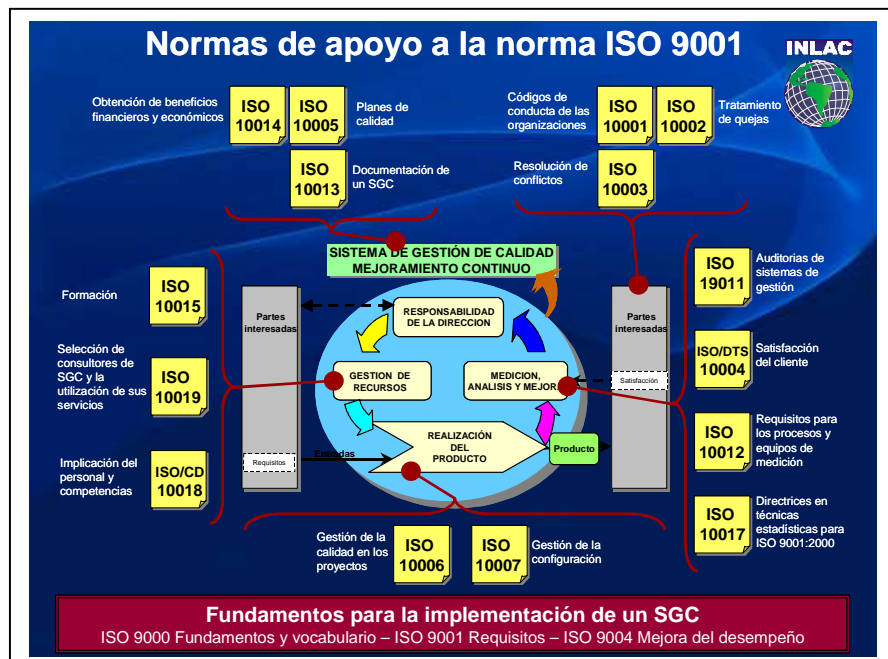 Normas de apoyo a la norma ISO 9001
INLAC
Obtención de beneficios
financieros y económicos
ISO
10014
ISO
10005
Planes de
calidad
ISO
10013
Documentación de
un SGC
Códigos de
conducta de las
organizaciones
ISO
10001
ISO
10002
Tratamiento
de quejas
Resolución de
conflictos
ISO
10003
SISTEMA DE GESTIÓN DE CALIDAD
MEJORAMIENTO CONTINUO
Formación
ISO
10015
Selección de
consultores de
SGC y la
utilización de sus
servicios
ISO
10019
Implicación del
personal y
competencias
ISO/CD
10018
Partes
interesadas
Requisitos
Entradas
RESPONSABILIDAD
DE LA DIRECCION
GESTION DE
RECURSOS
MEDICION,
ANALISIS Y MEJOR
REALIZACIÓN
DEL
PRODUCTO
Producto
Partes
interesadas
Satisfacción
ISO
19011
Auditorias de
sistemas de
gestión
ISO/DTS
10004
Satisfacción
del cliente
ISO
10012
Requisitos para
los procesos y
equipos de
medición
ISO
10017
Directrices en
técnicas
estadísticas para
ISO 9001:2000
Gestión de la
calidad en los
proyectos
ISO
10006
ISO
10007
Gestión de la
configuración
Fundamentos para la implementación de un SGC
ISO 9000 Fundamentos y vocabulario – ISO 9001 Requisitos – ISO 9004 Mejora del desempeño